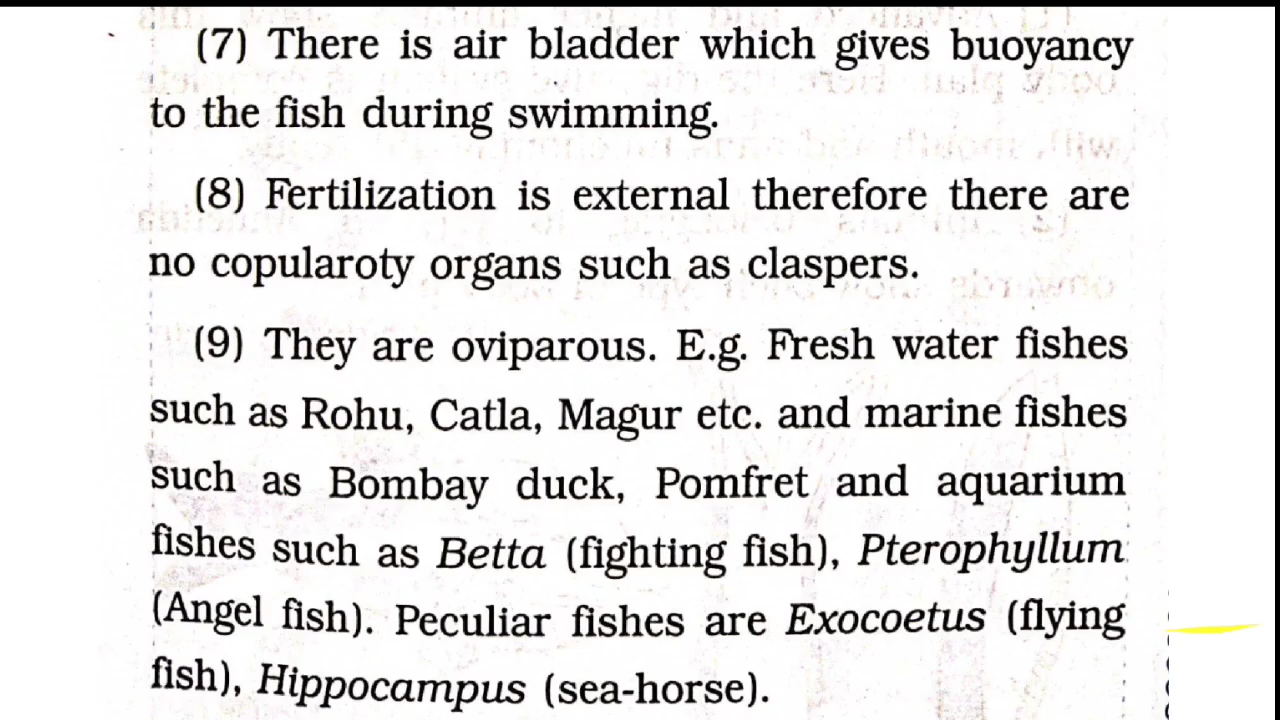 (7) There is air bladder which gives buoyancy
to the fish during swimming.
(8) Fertilization is external therefore there are
no copularoty organs such as claspers.
(9) They are oviparous. E.g. Fresh water fishes
such as Rohu, Catla, Magur etc. and marine fishes
such as Bombay duck, Pomfret and aquarium
fishes such as Betta (fighting fish), Pterophyllum
(Angel fish). Peculiar fishes are Exocoetus (flying
fish), Hippocampus (sea-horse).